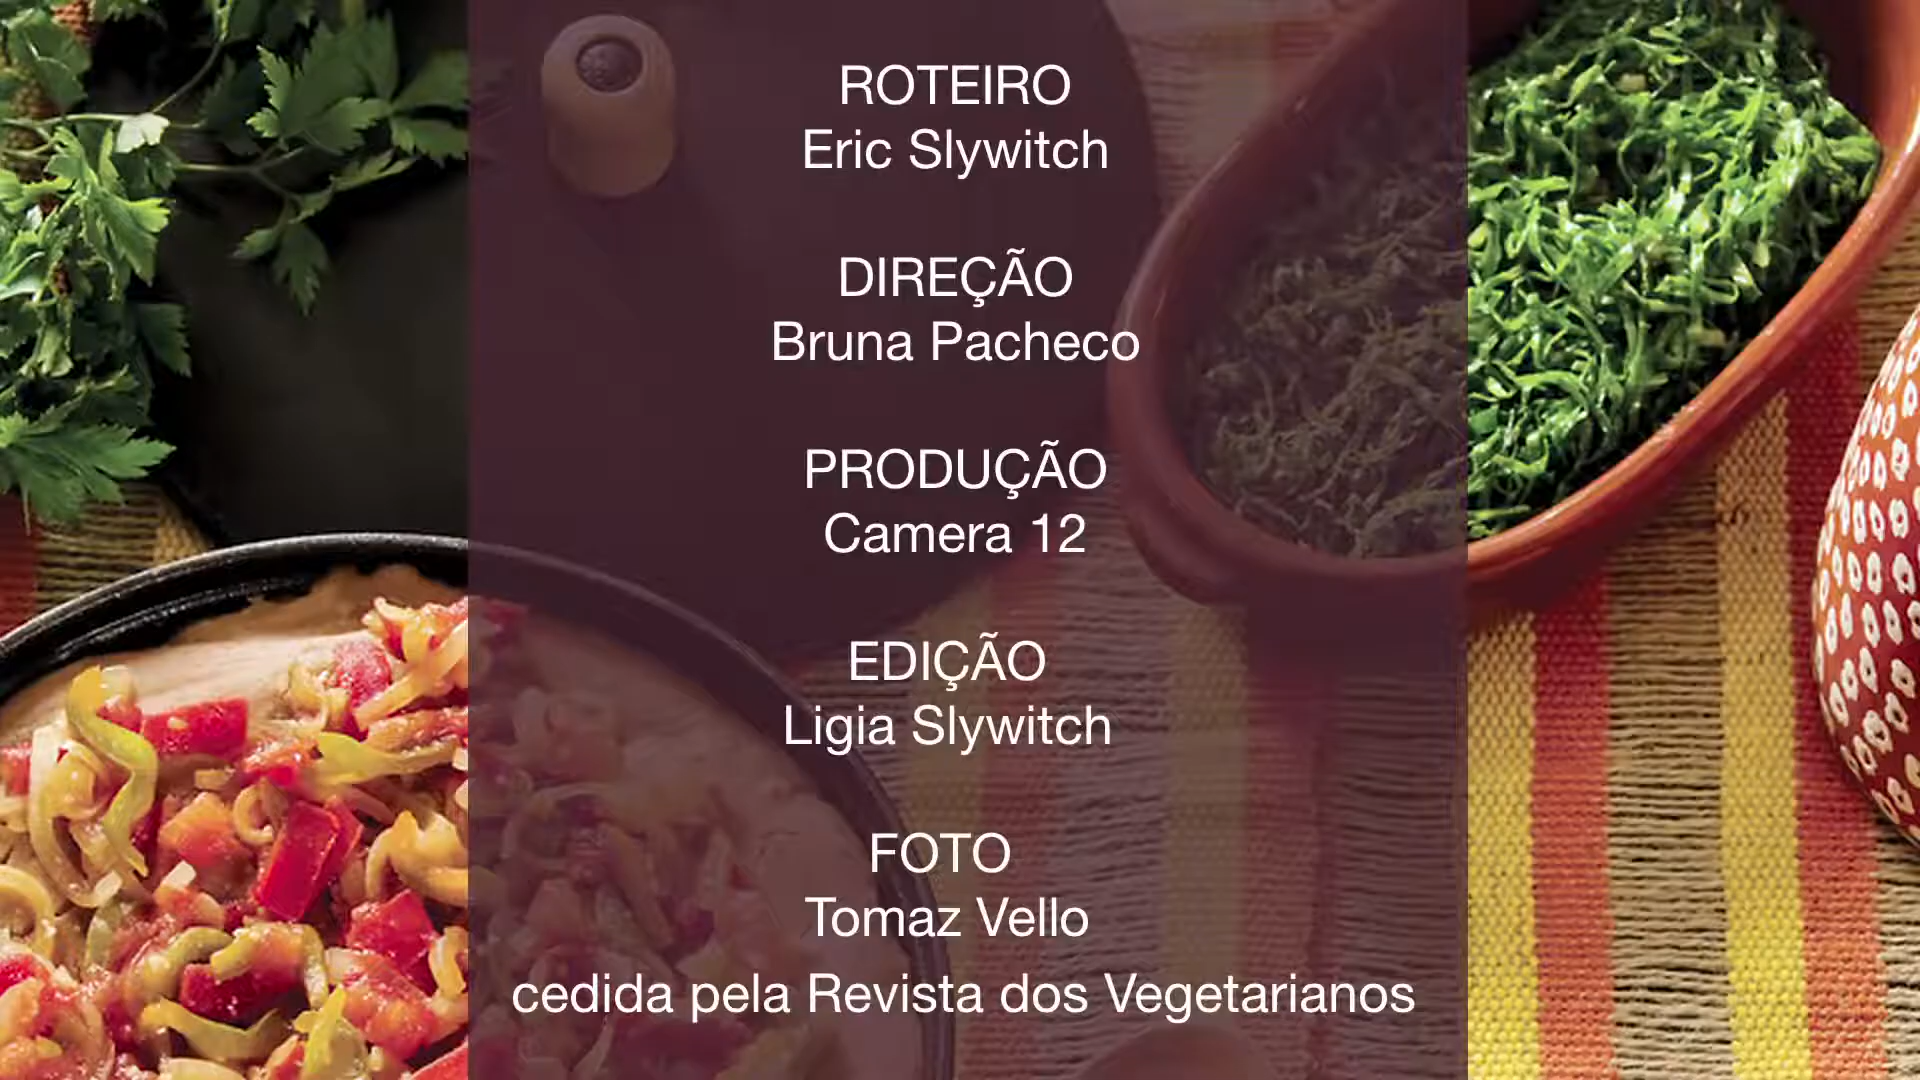 ROTEIRO
Eric Slywitch
DIREÇÃO
Bruna Pacheco
PRODUÇÃO
Camera 12
EDIÇÃO
Ligia Slywitch
FOTO
Tomaz Vello
cedida pela Revista dos Vegetarianos